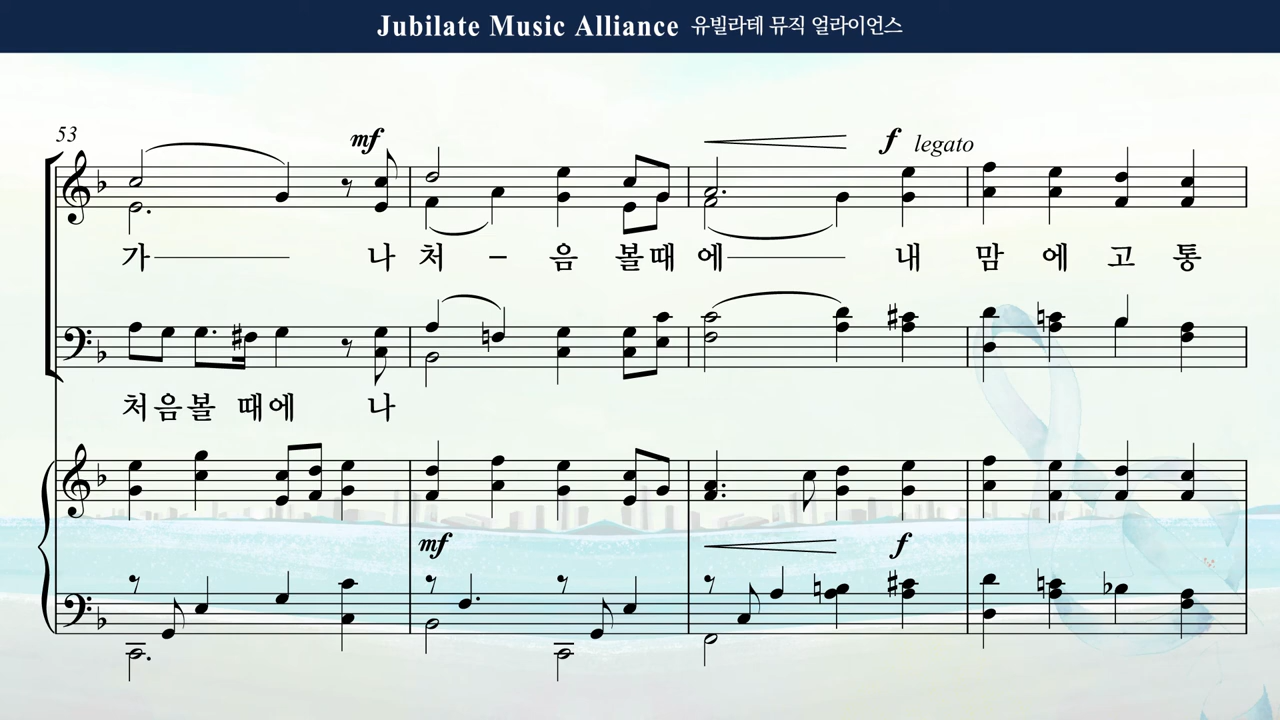 Jubilate Music Alliance 유빌라테 뮤직 얼라이언스
53
mf
f legato
가 나 처 - 음 볼 때 에 내 맘 에 고 통
처 음 볼 때 에 나
mf f